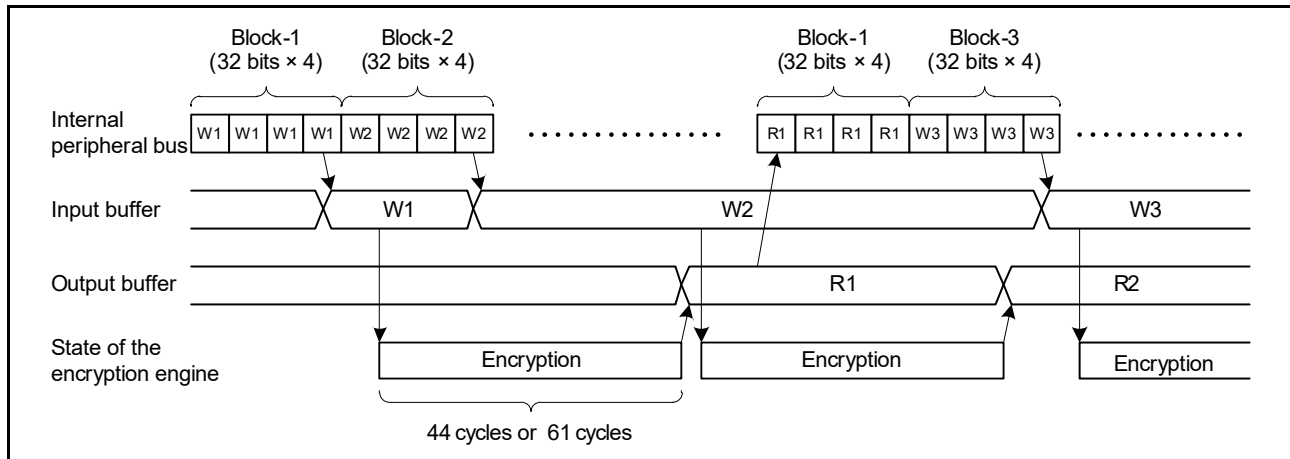 Block-1 Block-2 Block-1 Block-3
(32 bits × 4) (32 bits × 4) (32 bits × 4) (32 bits × 4)
Internal
peripheral bus
W1 W1 W1 W1 W2 W2 W2 W2 R1 R1 R1 R1 W3 W3 W3 W3
Input buffer W1 W2 W3
Output buffer R1 R2
State of the
encryption engine
Encryption Encryption Encryption
44 cycles or 61 cycles